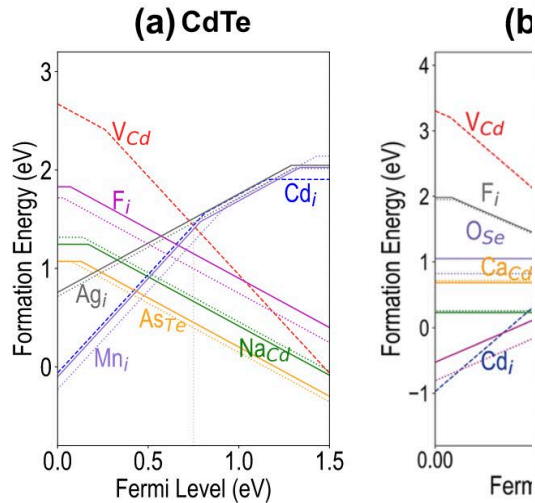 (a) CdTe
(b
Formation Energy (eV)
3
2
1
0
V_Cd
F_i
Cd_i
Ag_i
As_Te
Na_Cd
Mn_i
0.0
0.5
1.0
1.5
Fermi Level (eV)
Formation Energy (eV)
4
3
2
1
0
−1
V_Cd
F_i
O_Se
Ca_Cd
Cd_i
0.00
Ferm